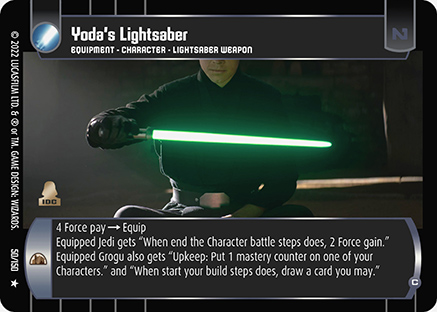 Yoda's Lightsaber
EQUIPMENT - CHARACTER - LIGHTSABER WEAPON
N
© 2022 LUCASFILM LTD. & ® or TM. GAME DESIGN: WIZARDS.
IDC
50/150
4 Force pay → Equip
Equipped Jedi gets “When end the Character battle steps does, 2 Force gain.”
Equipped Grogu also gets “Upkeep: Put 1 mastery counter on one of your
Characters.” and “When start your build steps does, draw a card you may.”
C